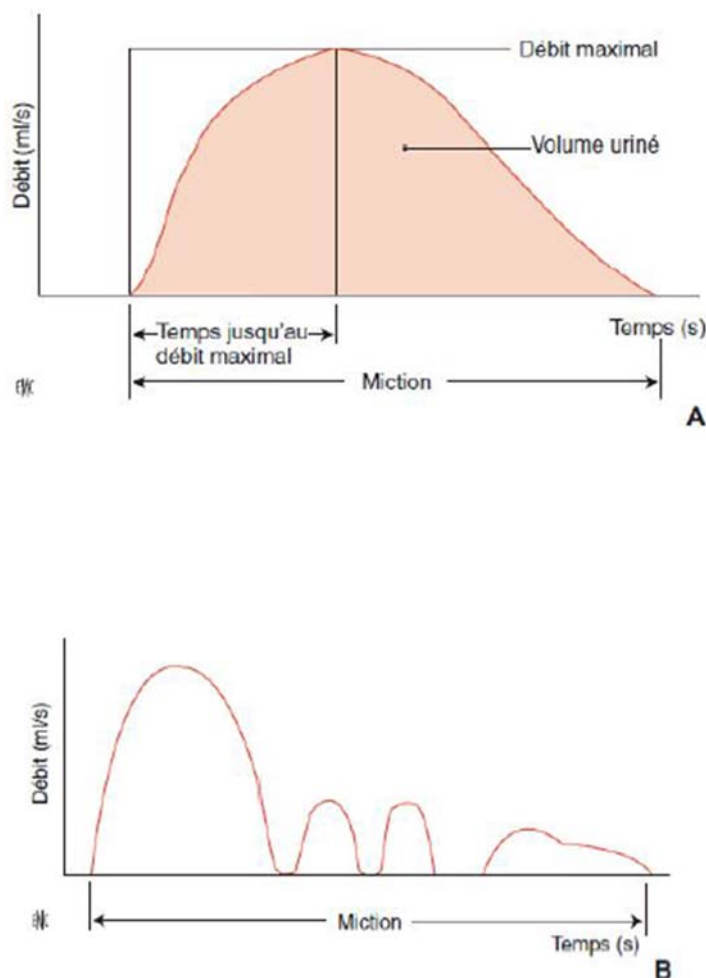 Débit maximal
Volume uriné
Débit (ml/s)
Temps jusqu'au
débit maximal
Temps (s)
Miction
A
Débit (ml/s)
Miction
Temps (s)
B